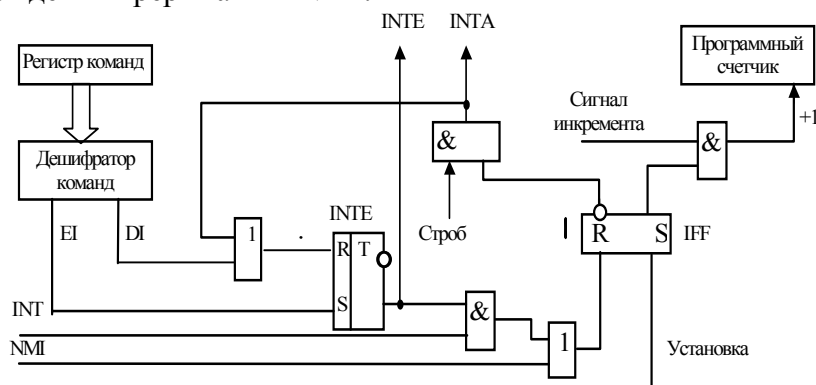 INTE
INTA
Регистр команд
Программный
счетчик
Сигнал
инкремента
+1
&
&
Дешифратор
команд
EI
DI
1
INTE
R
T
S
Строб
R
S
IFF
INT
&
NMI
1
Установка